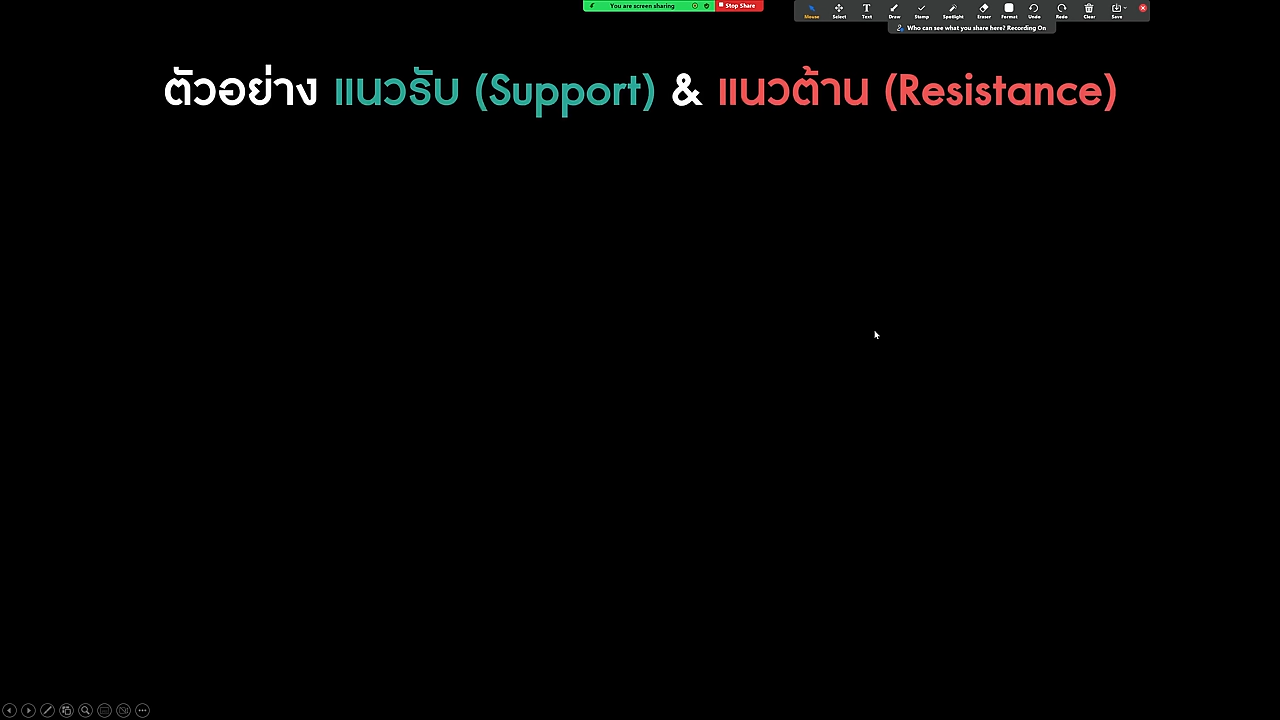 You are screen sharing
Stop Share
Mouse Select Text Draw Stamp Spotlight Eraser Format Undo Redo Clear Save
Who can see what you share here? Recording On
ตัวอย่าง แนวรับ (Support) & แนวต้าน (Resistance)